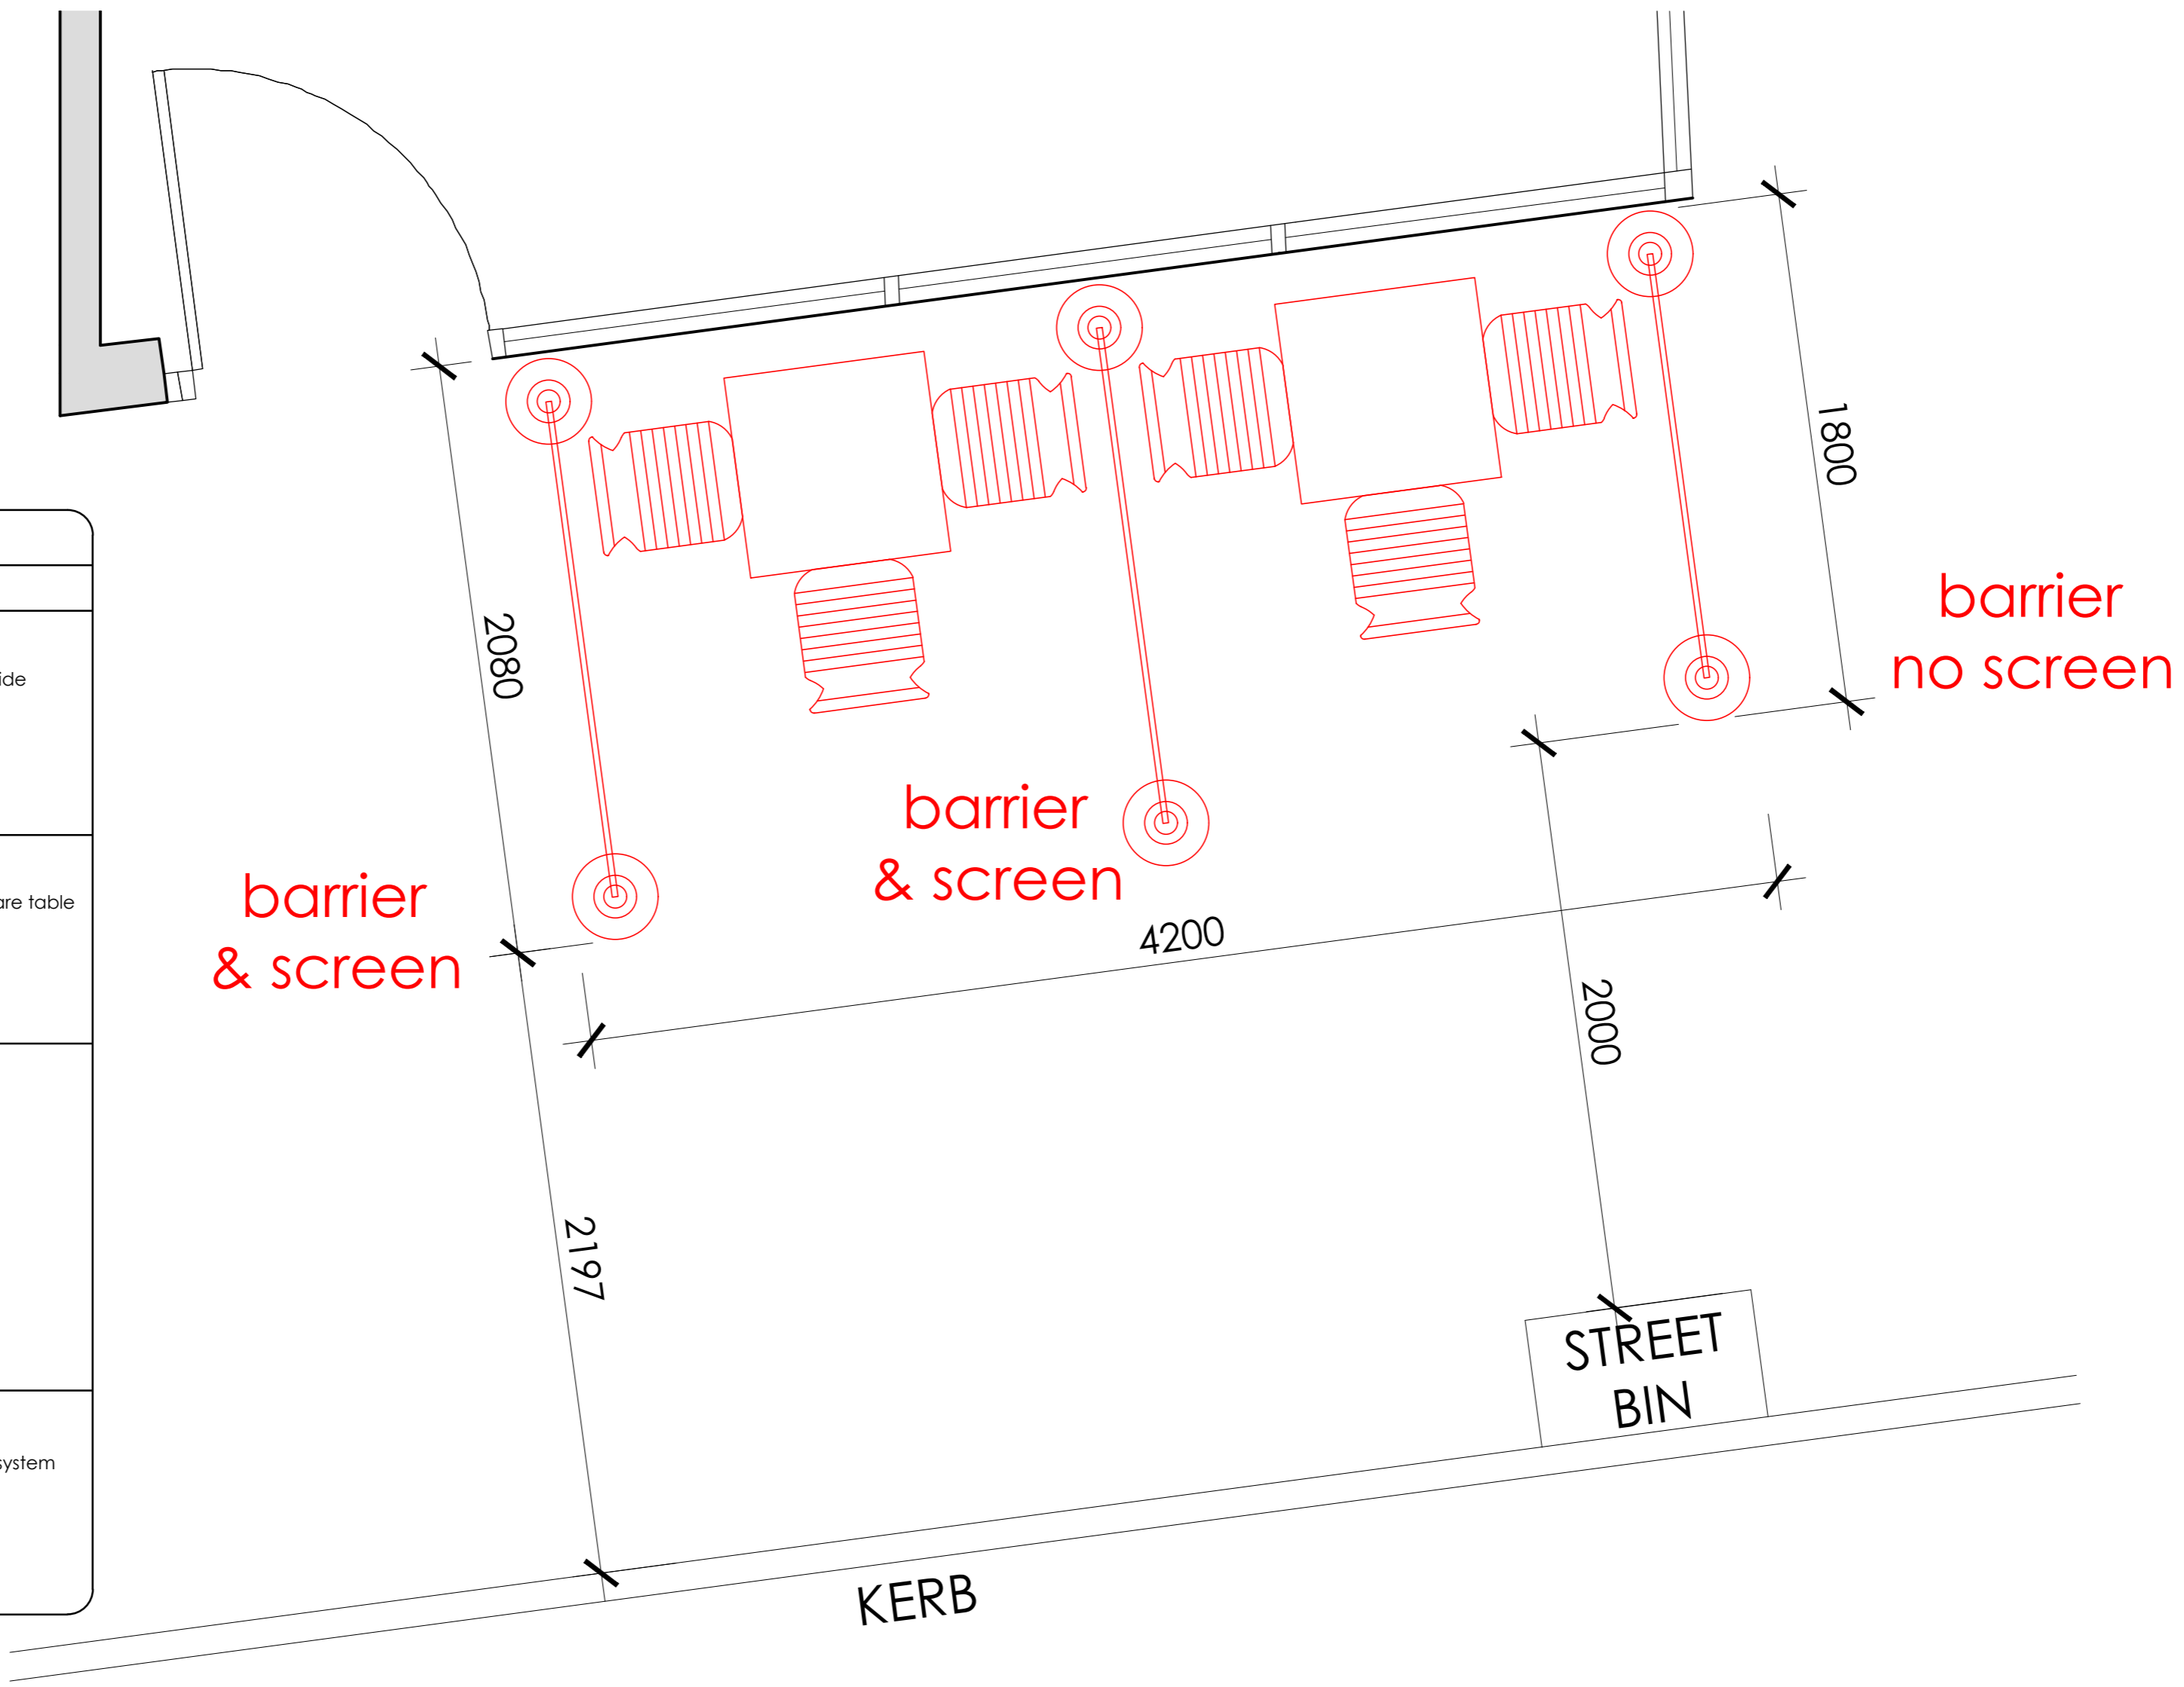 1800
barrier
no screen
2080
ide
barrier
& screen
barrier
& screen
are table
4200
2000
2197
STREET
BIN
system
KERB